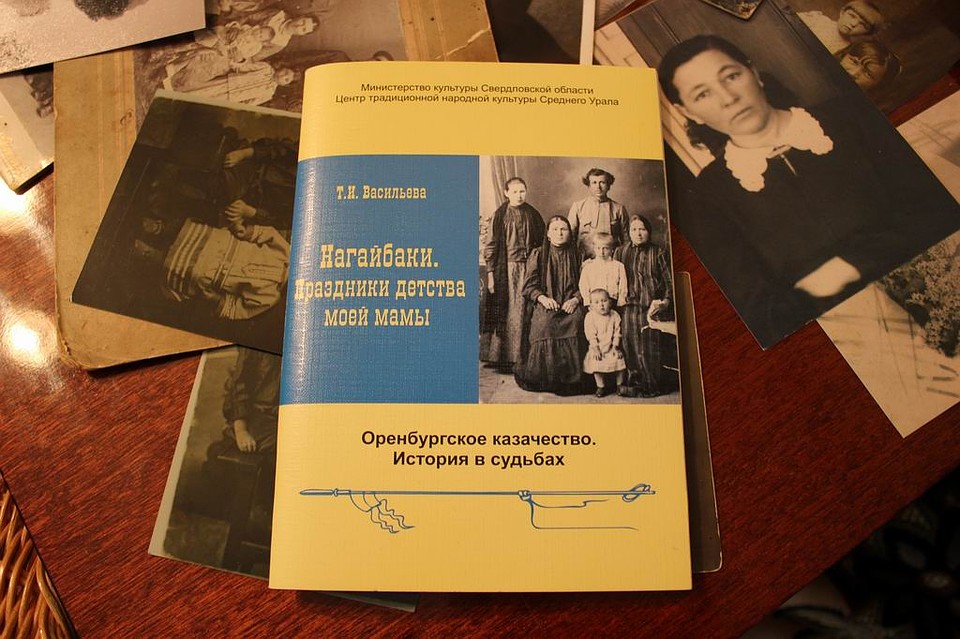 Министерство культуры Свердловской области
Центр традиционной народной культуры Среднего Урала
Т.И. Васильева
Нагайбаки.
Праздники детства
моей мамы
Оренбургское казачество.
История в судьбах